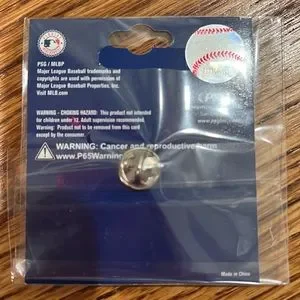 PSG / MLBP
Major League Baseball trademarks and
copyrights are used with permission of
Major League Baseball Properties, Inc.
Visit MLB.com
WARNING - CHOKING HAZARD: This product not intended
for children under 12. Adult supervision recommended.
Warning: Product not to be removed from this card
except by the consumer.
WARNING: Cancer and reproductive harm
www.P65Warnin
Made in China